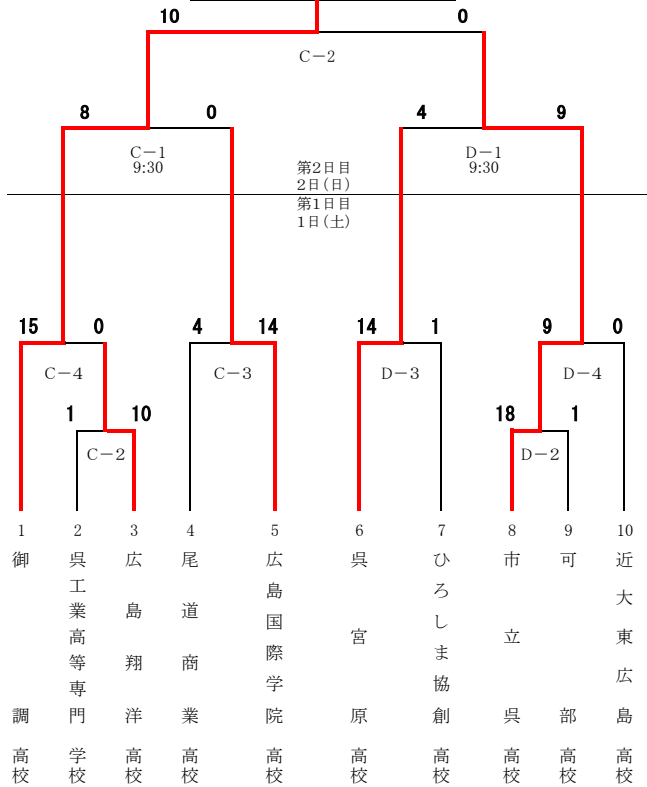 10 0
C－2
8 0 4 9
C－1 D－1
9:30 9:30
第2日目
2日(日)
第1日目
1日(土)
15 0 4 14 14 1 9 0
C－4 C－3 D－3 D－4
1 10 18 1
C－2 D－2
1 2 3 4 5 6 7 8 9 10
御調高校
呉工業高等専門学校
広島翔洋高校
尾道商業高校
広島国際学院高校
呉宮原高校
ひろしま協創高校
市立呉高校
可部高校
近大東広島高校